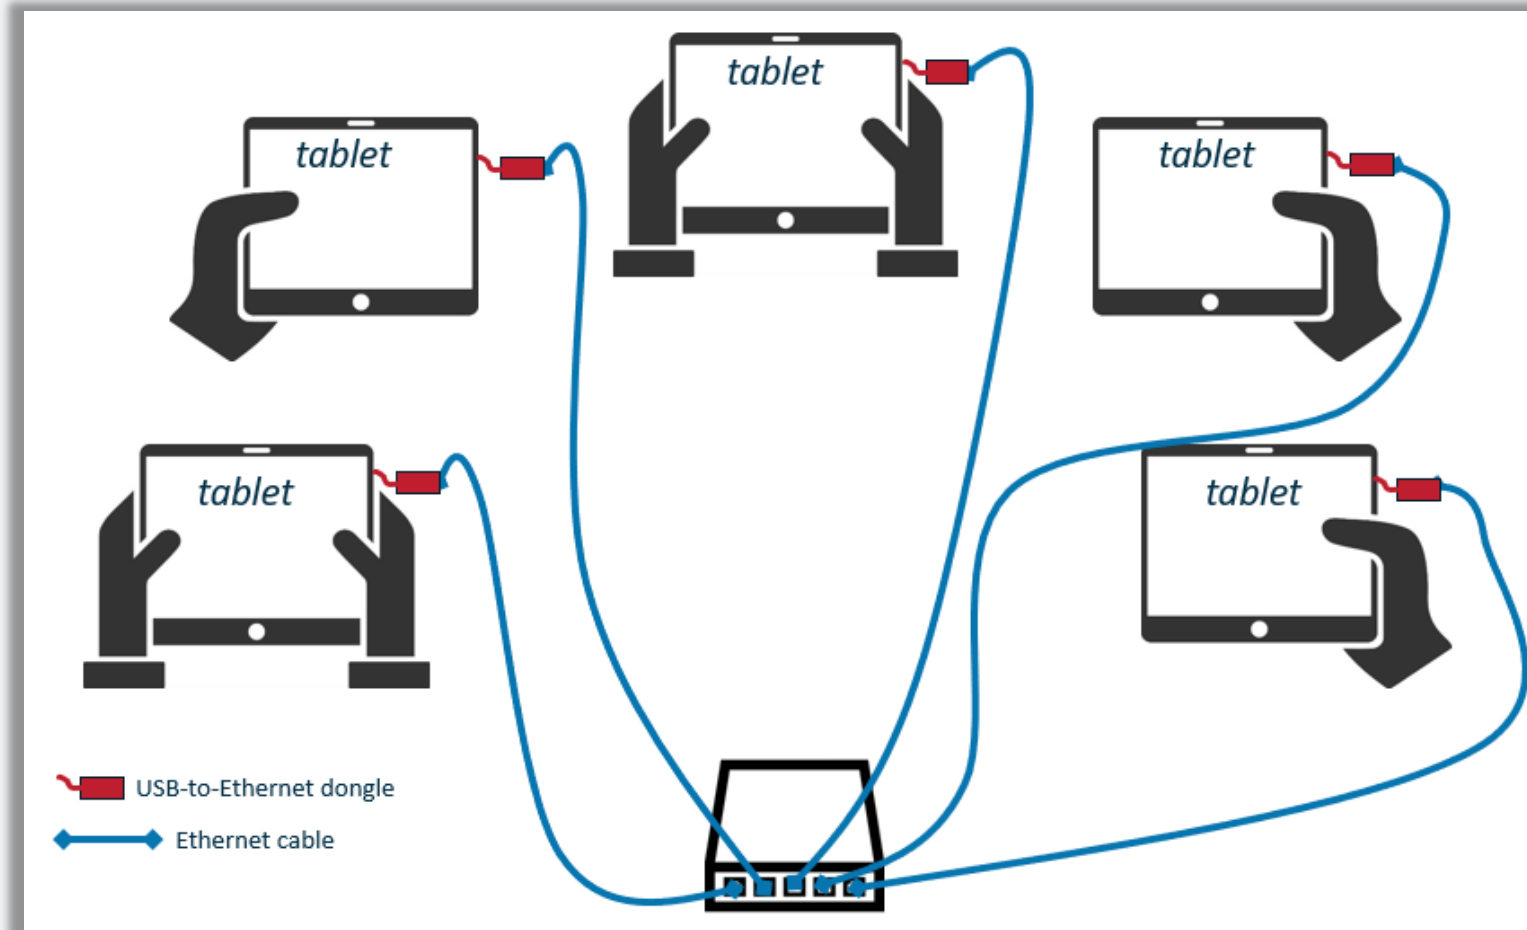 tablet
tablet
tablet
tablet
tablet
USB-to-Ethernet dongle
Ethernet cable